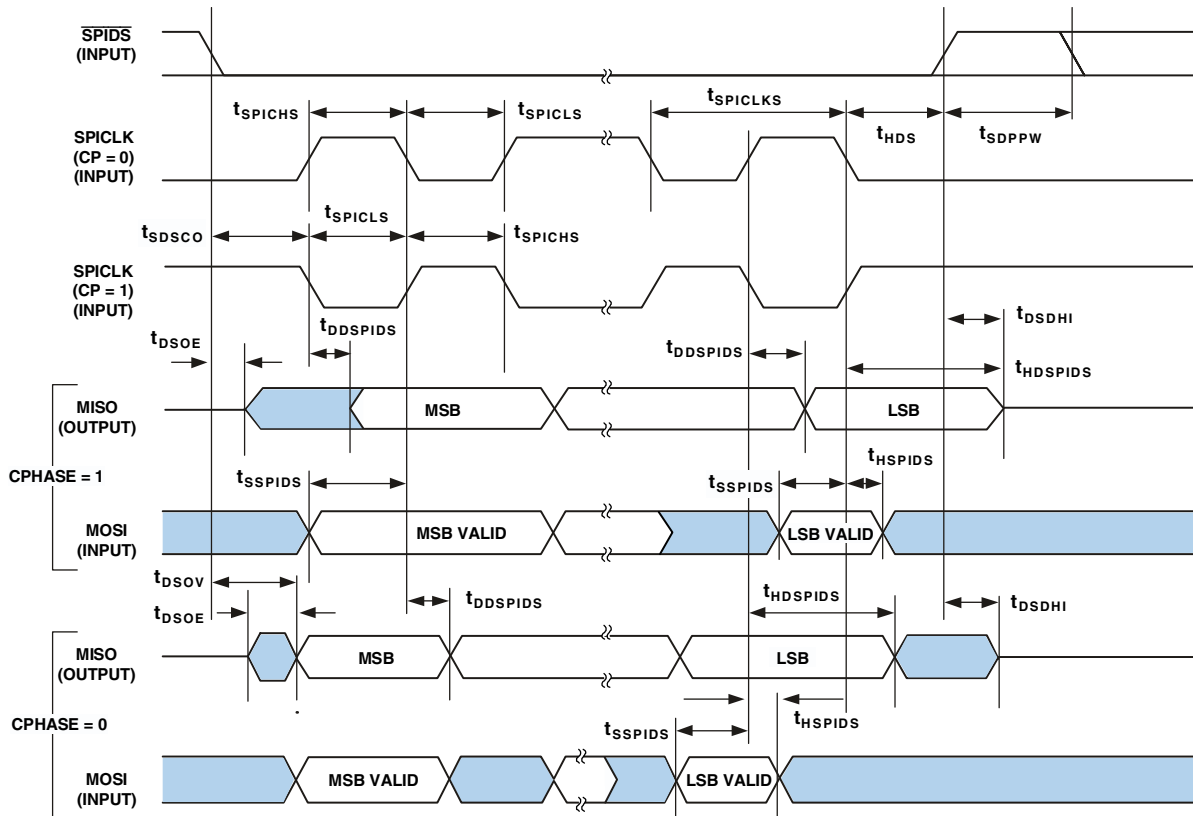 SPIDS
(INPUT)
tSPICHS
tSPICLS
tSPICLKS
tHDS
tSDPPW
SPICLK
(CP = 0)
(INPUT)
tSDSCO
tSPICLS
tSPICHS
SPICLK
(CP = 1)
(INPUT)
tDSOE
tDDSPIDS
tDDSPIDS
tDSDHI
tHDSPIDS
MISO
(OUTPUT)
MSB
LSB
CPHASE = 1
tSSPIDS
tSSPIDS
tHSPIDS
MOSI
(INPUT)
MSB VALID
LSB VALID
tDSOV
tDSOE
tDDSPIDS
tHDSPIDS
tDSDHI
MISO
(OUTPUT)
MSB
LSB
CPHASE = 0
tSSPIDS
tHSPIDS
MOSI
(INPUT)
MSB VALID
LSB VALID